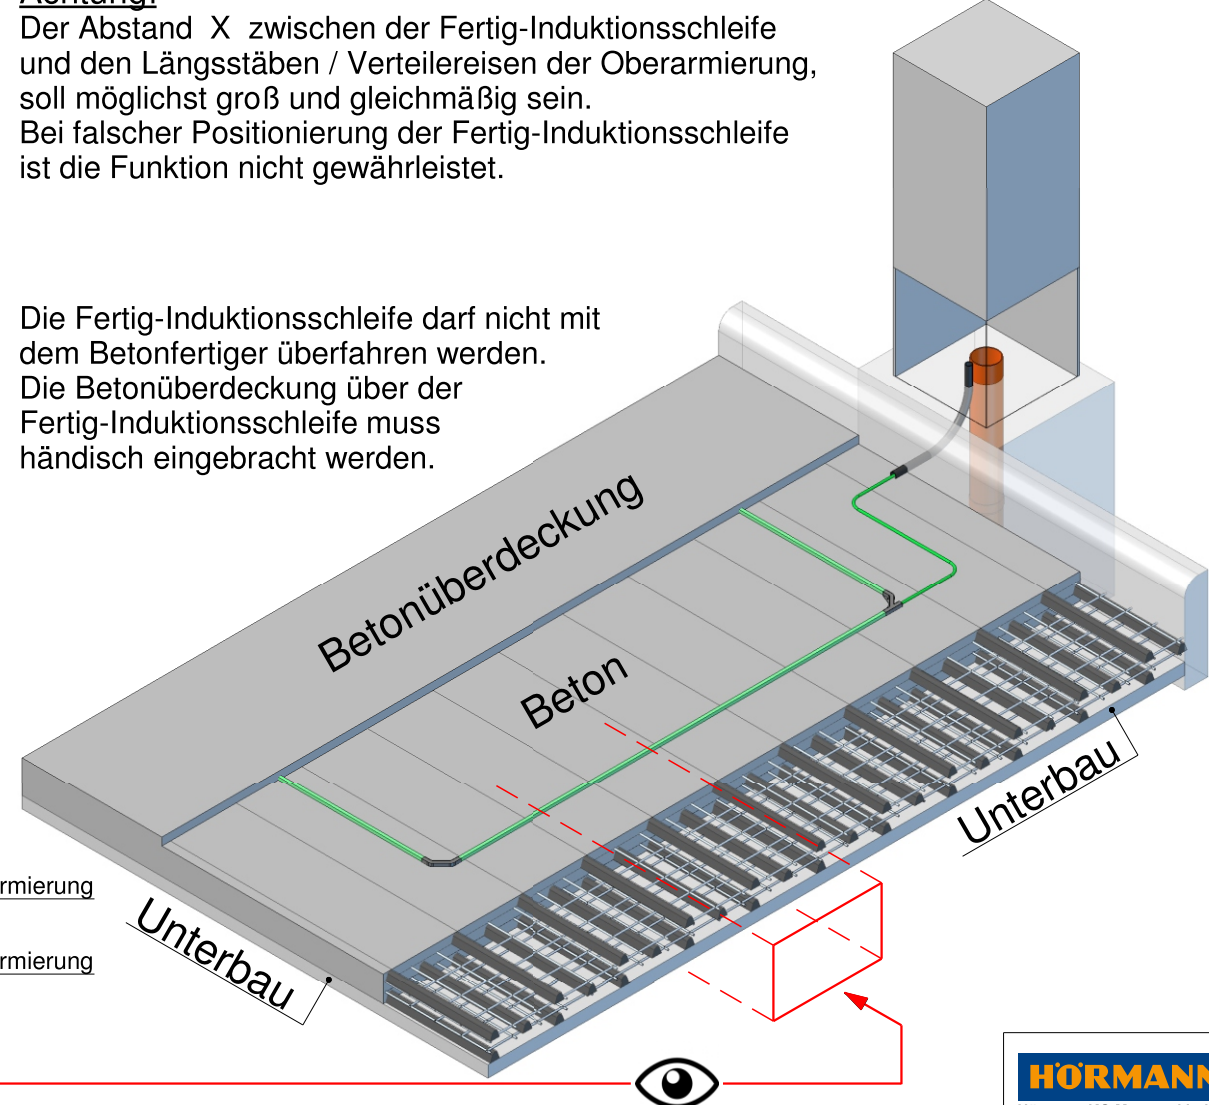 Achtung!
Der Abstand X zwischen der Fertig-Induktionsschleife
und den Längsstäben / Verteilereisen der Oberarmierung,
soll möglichst groß und gleichmäßig sein.
Bei falscher Positionierung der Fertig-Induktionsschleife
ist die Funktion nicht gewährleistet.
Die Fertig-Induktionsschleife darf nicht mit
dem Betonfertiger überfahren werden.
Die Betonüberdeckung über der
Fertig-Induktionsschleife muss
händisch eingebracht werden.
Betonüberdeckung
Beton
Unterbau
rmierung
Unterbau
rmierung
HÖRMANN